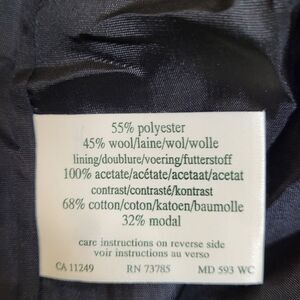 55% polyester
45% wool/laine/wol/wolle
lining/doublure/voering/futterstoff
100% acetate/acétate/acetaat/acetat
contrast/contrasté/kontrast
68% cotton/coton/katoen/baumolle
32% modal
care instructions on reverse side
voir instructions au verso
CA 11249 RN 73785 MD 593 WC